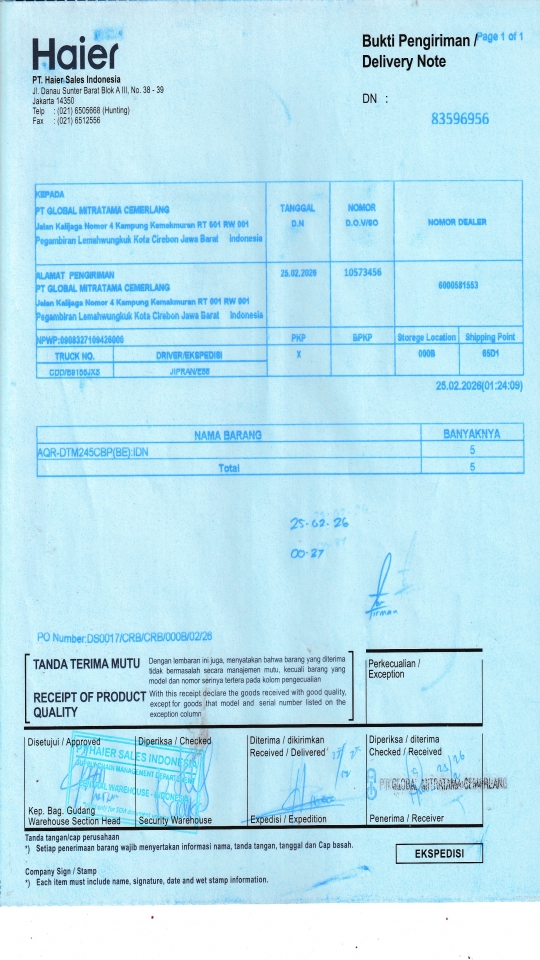 Haier
Bukti Pengiriman /
Page 1 of 1
Delivery Note
PT. Haier Sales Indonesia
Jl. Danau Sunter Barat Blok A III, No. 38 - 39
Jakarta 14350
Telp : (021) 6505668 (Hunting)
Fax : (021) 6512556
DN :
83596956
KEPADA
PT GLOBAL MITRATAMA CEMERLANG
Jalan Kalijaga Nomor 4 Kampung Kemakmuran RT 001 RW 001
Pegambiran Lemahwungkuk Kota Cirebon Jawa Barat indonesia
TANGGAL
D.N
NOMOR
D.O.V/SO
NOMOR DEALER
ALAMAT PENGIRIMAN
PT GLOBAL MITRATAMA CEMERLANG
Jalan Kalijaga Nomor 4 Kampung Kemakmuran RT 001 RW 001
Pegambiran Lemahwungkuk Kota Cirebon Jawa Barat Indonesia
25.02.2026
10573456
6000581553
PKP
BPKP
Storage Location
Shipping Point
TRUCK NO.
DRIVER/EKSPEDISI
X
000B
65D1
25.02.2026(01:24:09)
NAMA BARANG
BANYAKNYA
AQR-DTM245CBP(BE):IDN
5
Total
5
25-02-26
00.27
Firman
PO Number:DS0017/CRB/CRB/000B/02/26
TANDA TERIMA MUTU
Dengan lembaran ini juga, menyatakan bahwa barang yang diterima
tidak bermasalah secara manajemen mutu, kecuali barang yang
model dan nomor serinya tertera pada kolom pengecualian
RECEIPT OF PRODUCT
QUALITY
With this receipt declare the goods received with good quality,
except for goods that model and serial number listed on the
exception column
Perkecualian /
Exception
Disetujui / Approved
Diperiksa / Checked
Diterima / dikirimkan
Received / Delivered
Diperiksa / diterima
Checked / Received
PT HAIER SALES INDONESIA
SUPPLY CHAIN MANAGEMENT DEPARTMENT
PT GLOBAL MITRATAMA CEMERLANG
Kep. Bag. Gudang
Warehouse Section Head
Security Warehouse
Expedisi / Expedition
Penerima / Receiver
Tanda tangan/cap perusahaan
*) Setiap penerimaan barang wajib menyertakan informasi nama, tanda tangan, tanggal dan Cap basah.
EKSPEDISI
Company Sign / Stamp
*) Each item must include name, signature, date and wet stamp information.